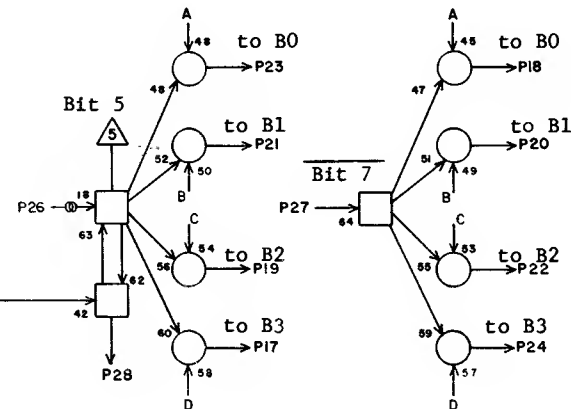 A A
48 to B0 45 to B0
P23 P18
48 47
Bit 5
5 to B1 to B1
P21 P20
52 50 51 49
B Bit 7 B
P26 18 P27
63 64
C C
54 to B2 53 to B2
56 P19 55 P22
62
42 60 to B3 59 to B3
P17 P24
58 57
P28
D D